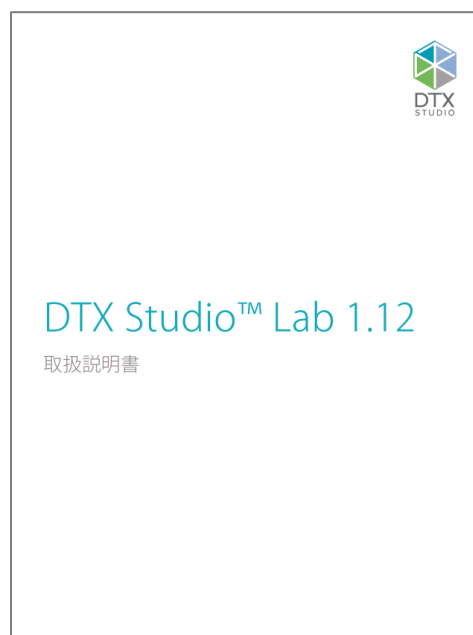 DTX
STUDIO
DTX Studio™ Lab 1.12
取扱説明書